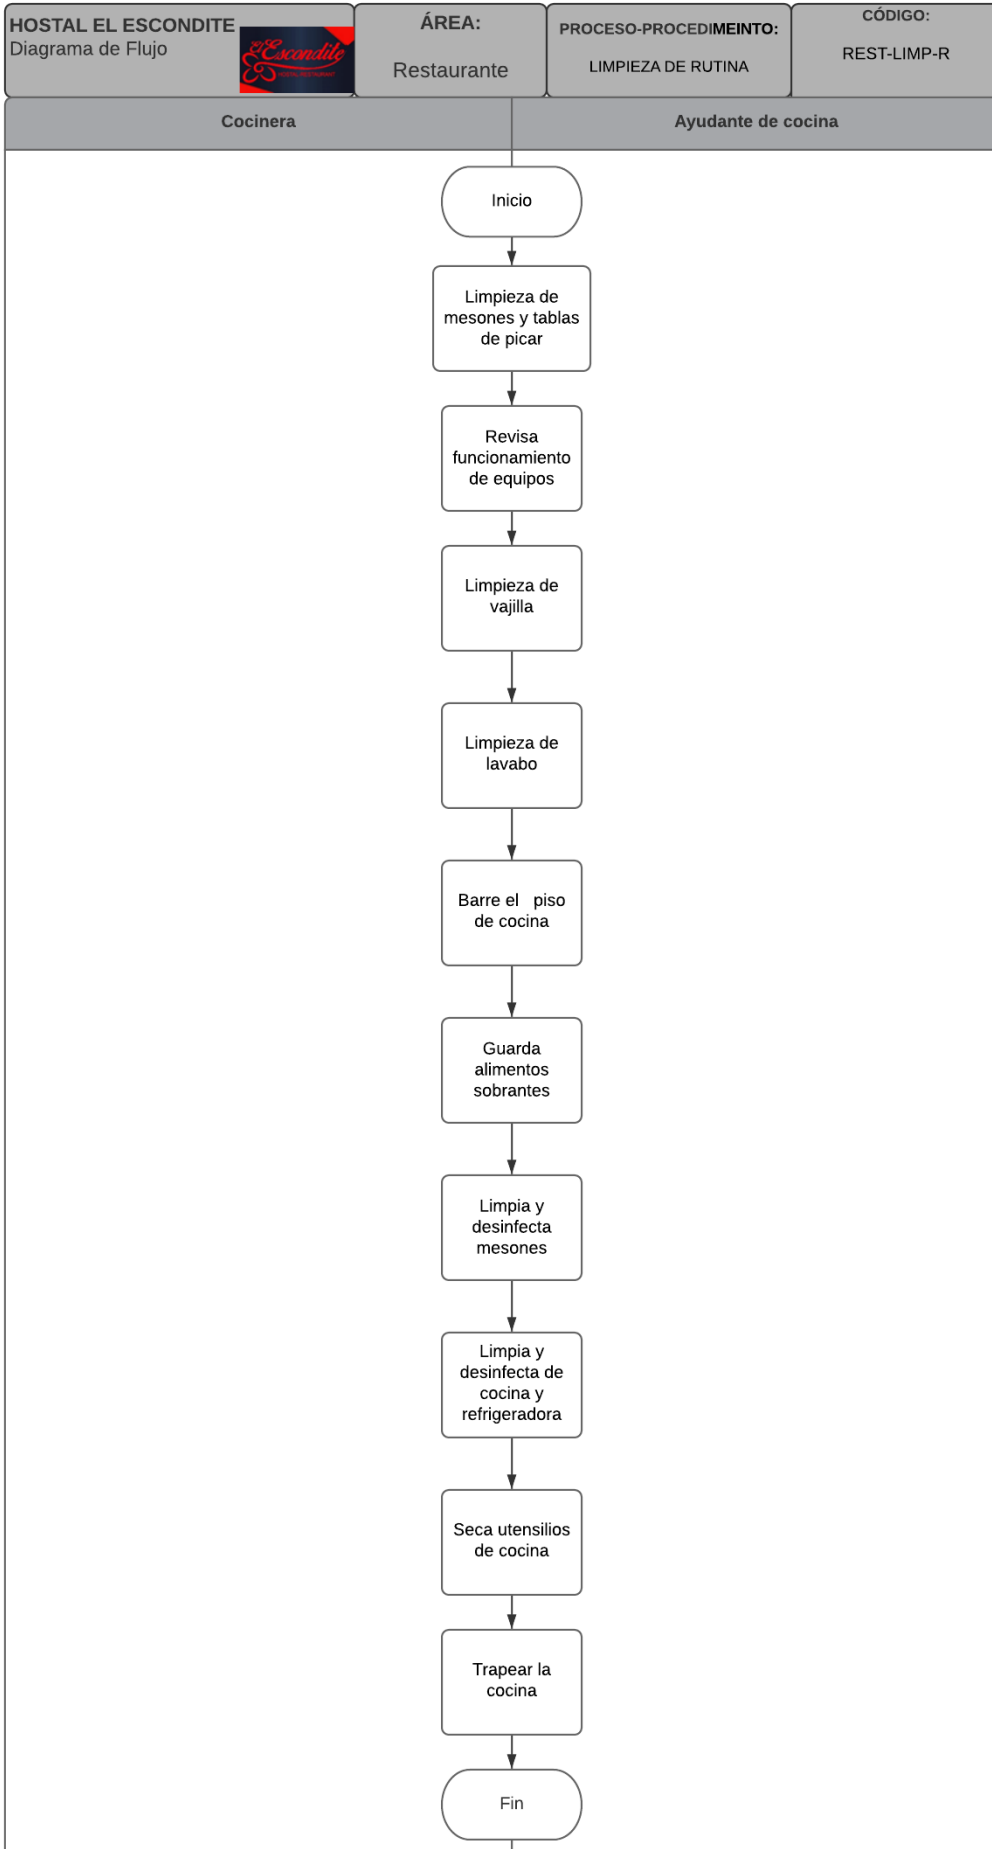 HOSTAL EL ESCONDITE
Diagrama de Flujo
El Escondite
HOSTAL RESTAURANT
ÁREA:
Restaurante
PROCESO-PROCEDIMEINTO:
LIMPIEZA DE RUTINA
CÓDIGO:
REST-LIMP-R
Cocinera
Ayudante de cocina
Inicio
Limpieza de
mesones y tablas
de picar
Revisa
funcionamiento
de equipos
Limpieza de
vajilla
Limpieza de
lavabo
Barre el piso
de cocina
Guarda
alimentos
sobrantes
Limpia y
desinfecta
mesones
Limpia y
desinfecta de
cocina y
refrigeradora
Seca utensilios
de cocina
Trapear la
cocina
Fin